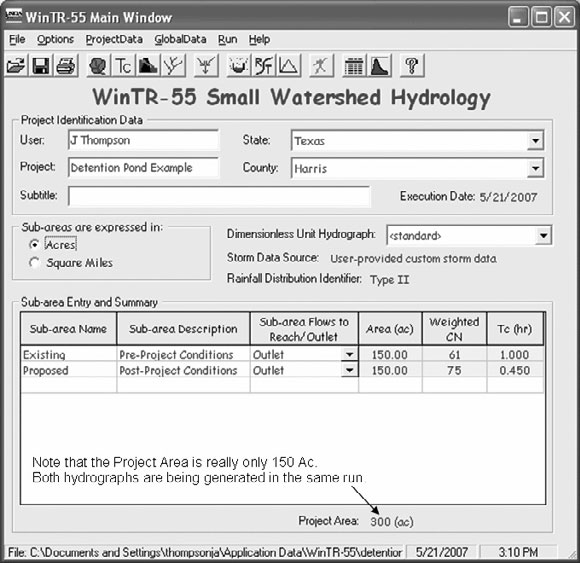 WinTR-55 Main Window
File Options ProjectData GlobalData Run Help
Tc
WinTR-55 Small Watershed Hydrology
Project Identification Data
User: J Thompson State: Texas
Project: Detention Pond Example County: Harris
Subtitle: Execution Date: 5/21/2007
Sub-areas are expressed in:
Acres
Square Miles
Dimensionless Unit Hydrograph: <standard>
Storm Data Source: User-provided custom storm data
Rainfall Distribution Identifier: Type II
Sub-area Entry and Summary
Sub-area Name Sub-area Description Sub-area Flows to Reach/Outlet Area (ac) Weighted CN Tc (hr)
Existing Pre-Project Conditions Outlet 150.00 61 1.000
Proposed Post-Project Conditions Outlet 150.00 75 0.450
Note that the Project Area is really only 150 Ac.
Both hydrographs are being generated in the same run.
Project Area: 300 (ac)
File: C:\Documents and Settings\thompsonja\Application Data\WinTR-55\detention 5/21/2007 3:10 PM